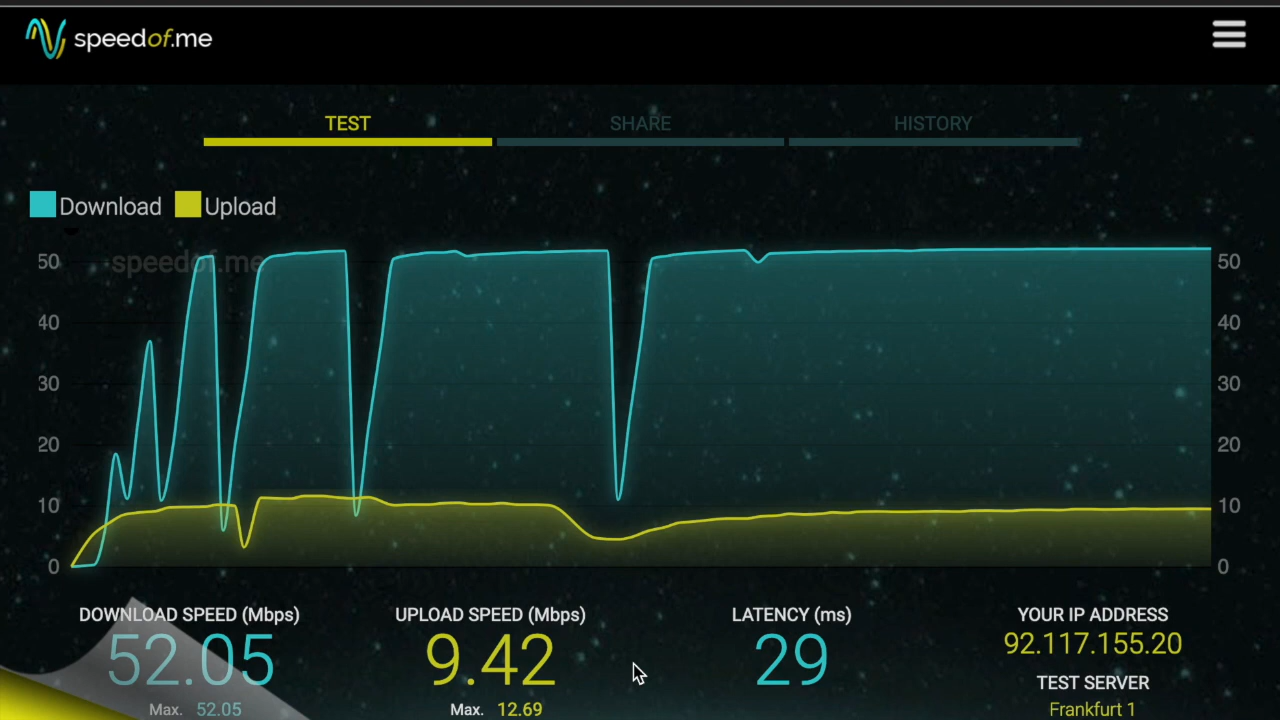 speedof.me
TEST SHARE HISTORY
Download Upload
speedof.me
50 50
40 40
30 30
20 20
10 10
0 0
DOWNLOAD SPEED (Mbps) UPLOAD SPEED (Mbps) LATENCY (ms) YOUR IP ADDRESS
52.05 9.42 29 92.117.155.20
TEST SERVER
Max. 52.05 Max. 12.69 Frankfurt 1